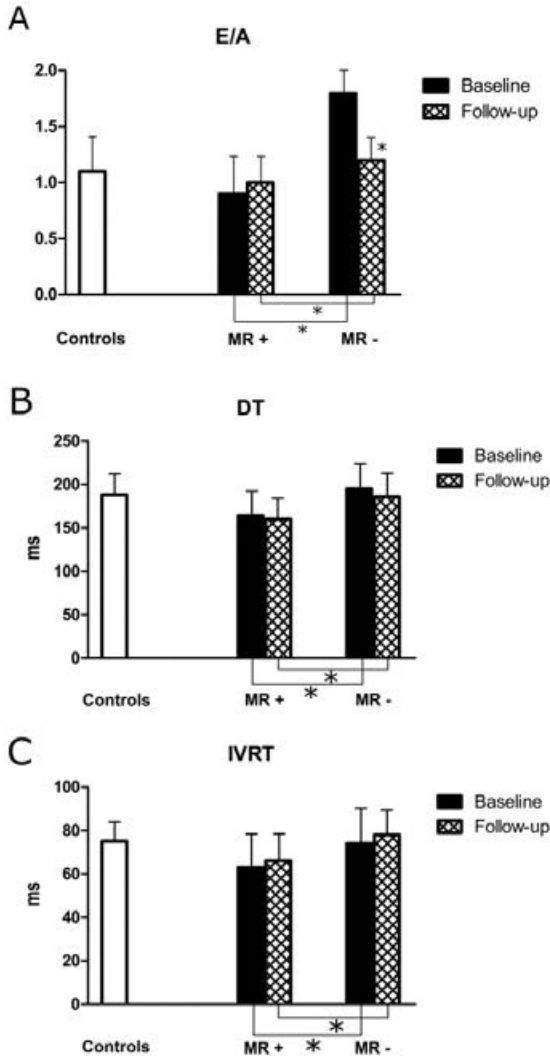 A
E/A
2.0
1.5
1.0
0.5
0.0
Baseline
Follow-up
*
*
*
Controls MR + MR -
B
DT
250
200
150
100
50
0
ms
Baseline
Follow-up
*
*
Controls MR + MR -
C
IVRT
100
80
60
40
20
0
ms
Baseline
Follow-up
*
*
Controls MR + MR -